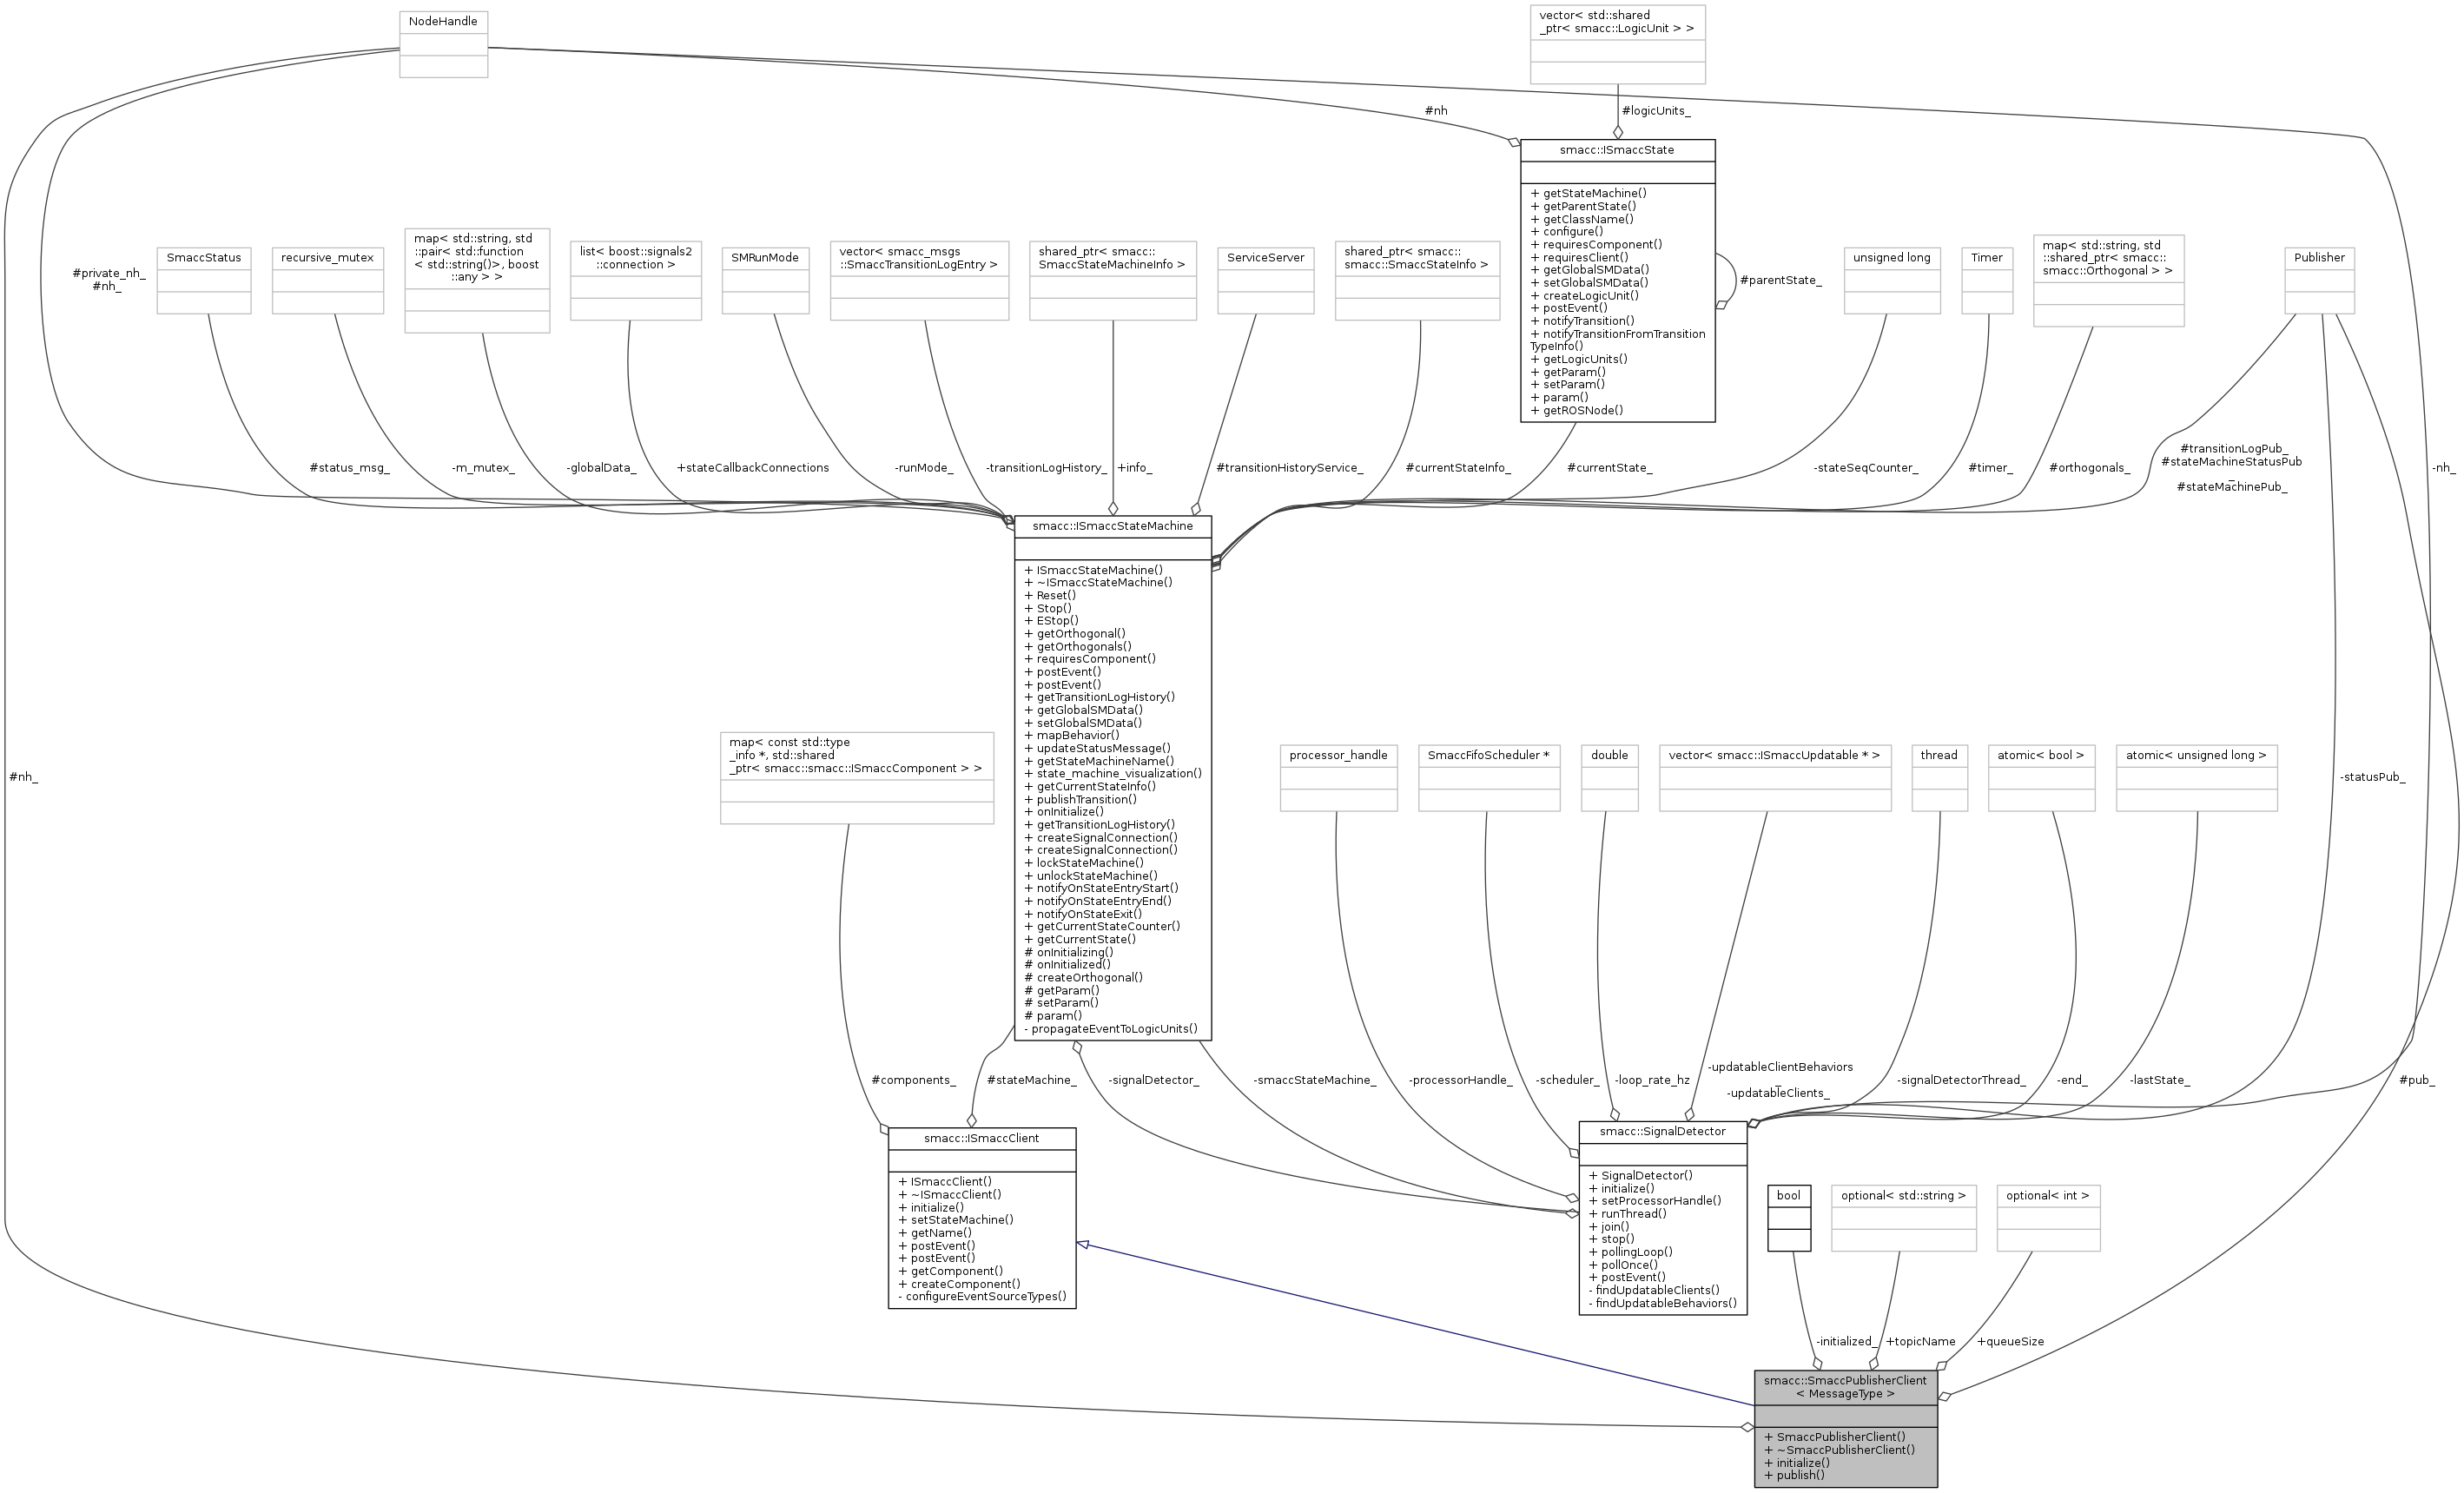 NodeHandle
vector< std::shared
_ptr< smacc::LogicUnit > >
#nh
#logicUnits_
smacc::ISmaccState
+ getStateMachine()
+ getParentState()
+ getClassName()
+ configure()
+ requiresComponent()
+ requiresClient()
+ getGlobalSMData()
+ setGlobalSMData()
+ createLogicUnit()
+ postEvent()
+ notifyTransition()
+ notifyTransitionFromTransition
TypeInfo()
+ getLogicUnits()
+ getParam()
+ setParam()
+ param()
+ getROSNode()
#parentState_
#private_nh_
#nh_
SmaccStatus
recursive_mutex
map< std::string, std
::pair< std::function
< std::string()>, boost
::any > >
list< boost::signals2
::connection >
SMRunMode
vector< smacc_msgs
::SmaccTransitionLogEntry >
shared_ptr< smacc::
SmaccStateMachineInfo >
ServiceServer
shared_ptr< smacc::
smacc::SmaccStateInfo >
unsigned long
Timer
map< std::string, std
::shared_ptr< smacc::
smacc::Orthogonal > >
Publisher
#status_msg_
-m_mutex_
-globalData_
+stateCallbackConnections
-runMode_
-transitionLogHistory_
+info_
#transitionHistoryService_
#currentStateInfo_
#currentState_
-stateSeqCounter_
#timer_
#orthogonals_
#transitionLogPub_
#stateMachineStatusPub
_
#stateMachinePub_
-nh_
smacc::ISmaccStateMachine
+ ISmaccStateMachine()
+ ~ISmaccStateMachine()
+ Reset()
+ Stop()
+ EStop()
+ getOrthogonal()
+ getOrthogonals()
+ requiresComponent()
+ postEvent()
+ postEvent()
+ getTransitionLogHistory()
+ getGlobalSMData()
+ setGlobalSMData()
+ mapBehavior()
+ updateStatusMessage()
+ getStateMachineName()
+ state_machine_visualization()
+ getCurrentStateInfo()
+ publishTransition()
+ onInitialize()
+ getTransitionLogHistory()
+ createSignalConnection()
+ createSignalConnection()
+ lockStateMachine()
+ unlockStateMachine()
+ notifyOnStateEntryStart()
+ notifyOnStateEntryEnd()
+ notifyOnStateExit()
+ getCurrentStateCounter()
+ getCurrentState()
# onInitializing()
# onInitialized()
# createOrthogonal()
# getParam()
# setParam()
# param()
- propagateEventToLogicUnits()
#nh_
map< const std::type
_info *, std::shared
_ptr< smacc::smacc::ISmaccComponent > >
processor_handle
SmaccFifoScheduler *
double
vector< smacc::ISmaccUpdatable * >
thread
atomic< bool >
atomic< unsigned long >
-statusPub_
#components_
#stateMachine_
-signalDetector_
-smaccStateMachine_
-processorHandle_
-scheduler_
-loop_rate_hz
-updatableClientBehaviors
_
-updatableClients_
-signalDetectorThread_
-end_
-lastState_
#pub_
smacc::ISmaccClient
+ ISmaccClient()
+ ~ISmaccClient()
+ initialize()
+ setStateMachine()
+ getName()
+ postEvent()
+ postEvent()
+ getComponent()
+ createComponent()
- configureEventSourceTypes()
smacc::SignalDetector
+ SignalDetector()
+ initialize()
+ setProcessorHandle()
+ runThread()
+ join()
+ stop()
+ pollingLoop()
+ pollOnce()
+ postEvent()
- findUpdatableClients()
- findUpdatableBehaviors()
bool
optional< std::string >
optional< int >
-initialized_
+topicName
+queueSize
smacc::SmaccPublisherClient
< MessageType >
+ SmaccPublisherClient()
+ ~SmaccPublisherClient()
+ initialize()
+ publish()